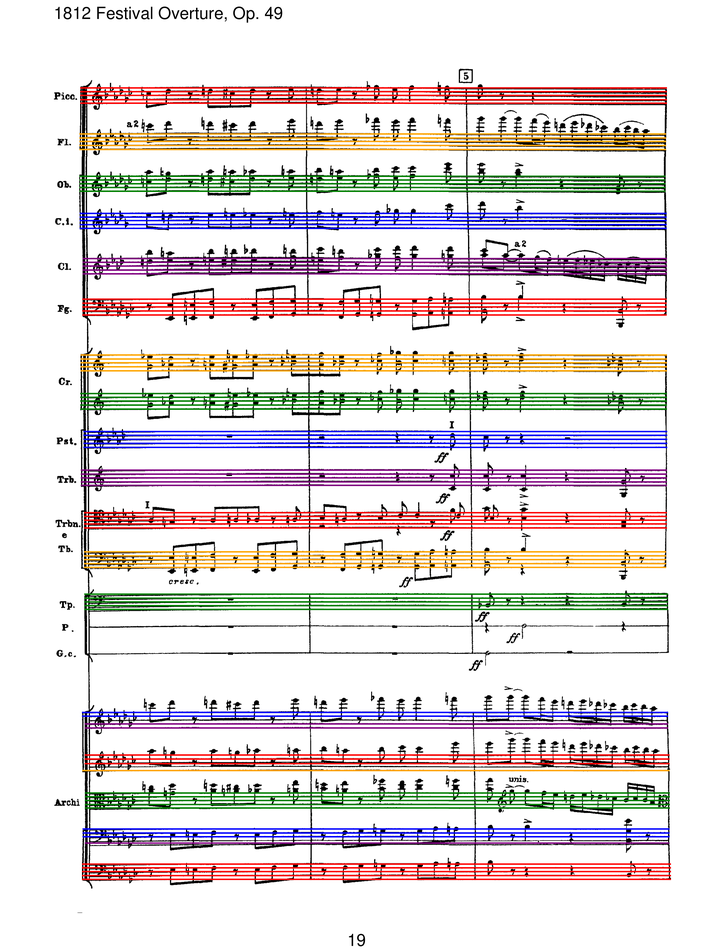 1812 Festival Overture, Op. 49
5
Picc.
a2
Fl.
Ob.
C.i.
a2
Cl.
Fg.
Cr.
I
Pst.
ff
Trb.
ff
I
Trbn.
e
ff
Tb.
cresc.
ff
Tp.
ff
P.
ff
G.c.
ff
unis.
Archi
19